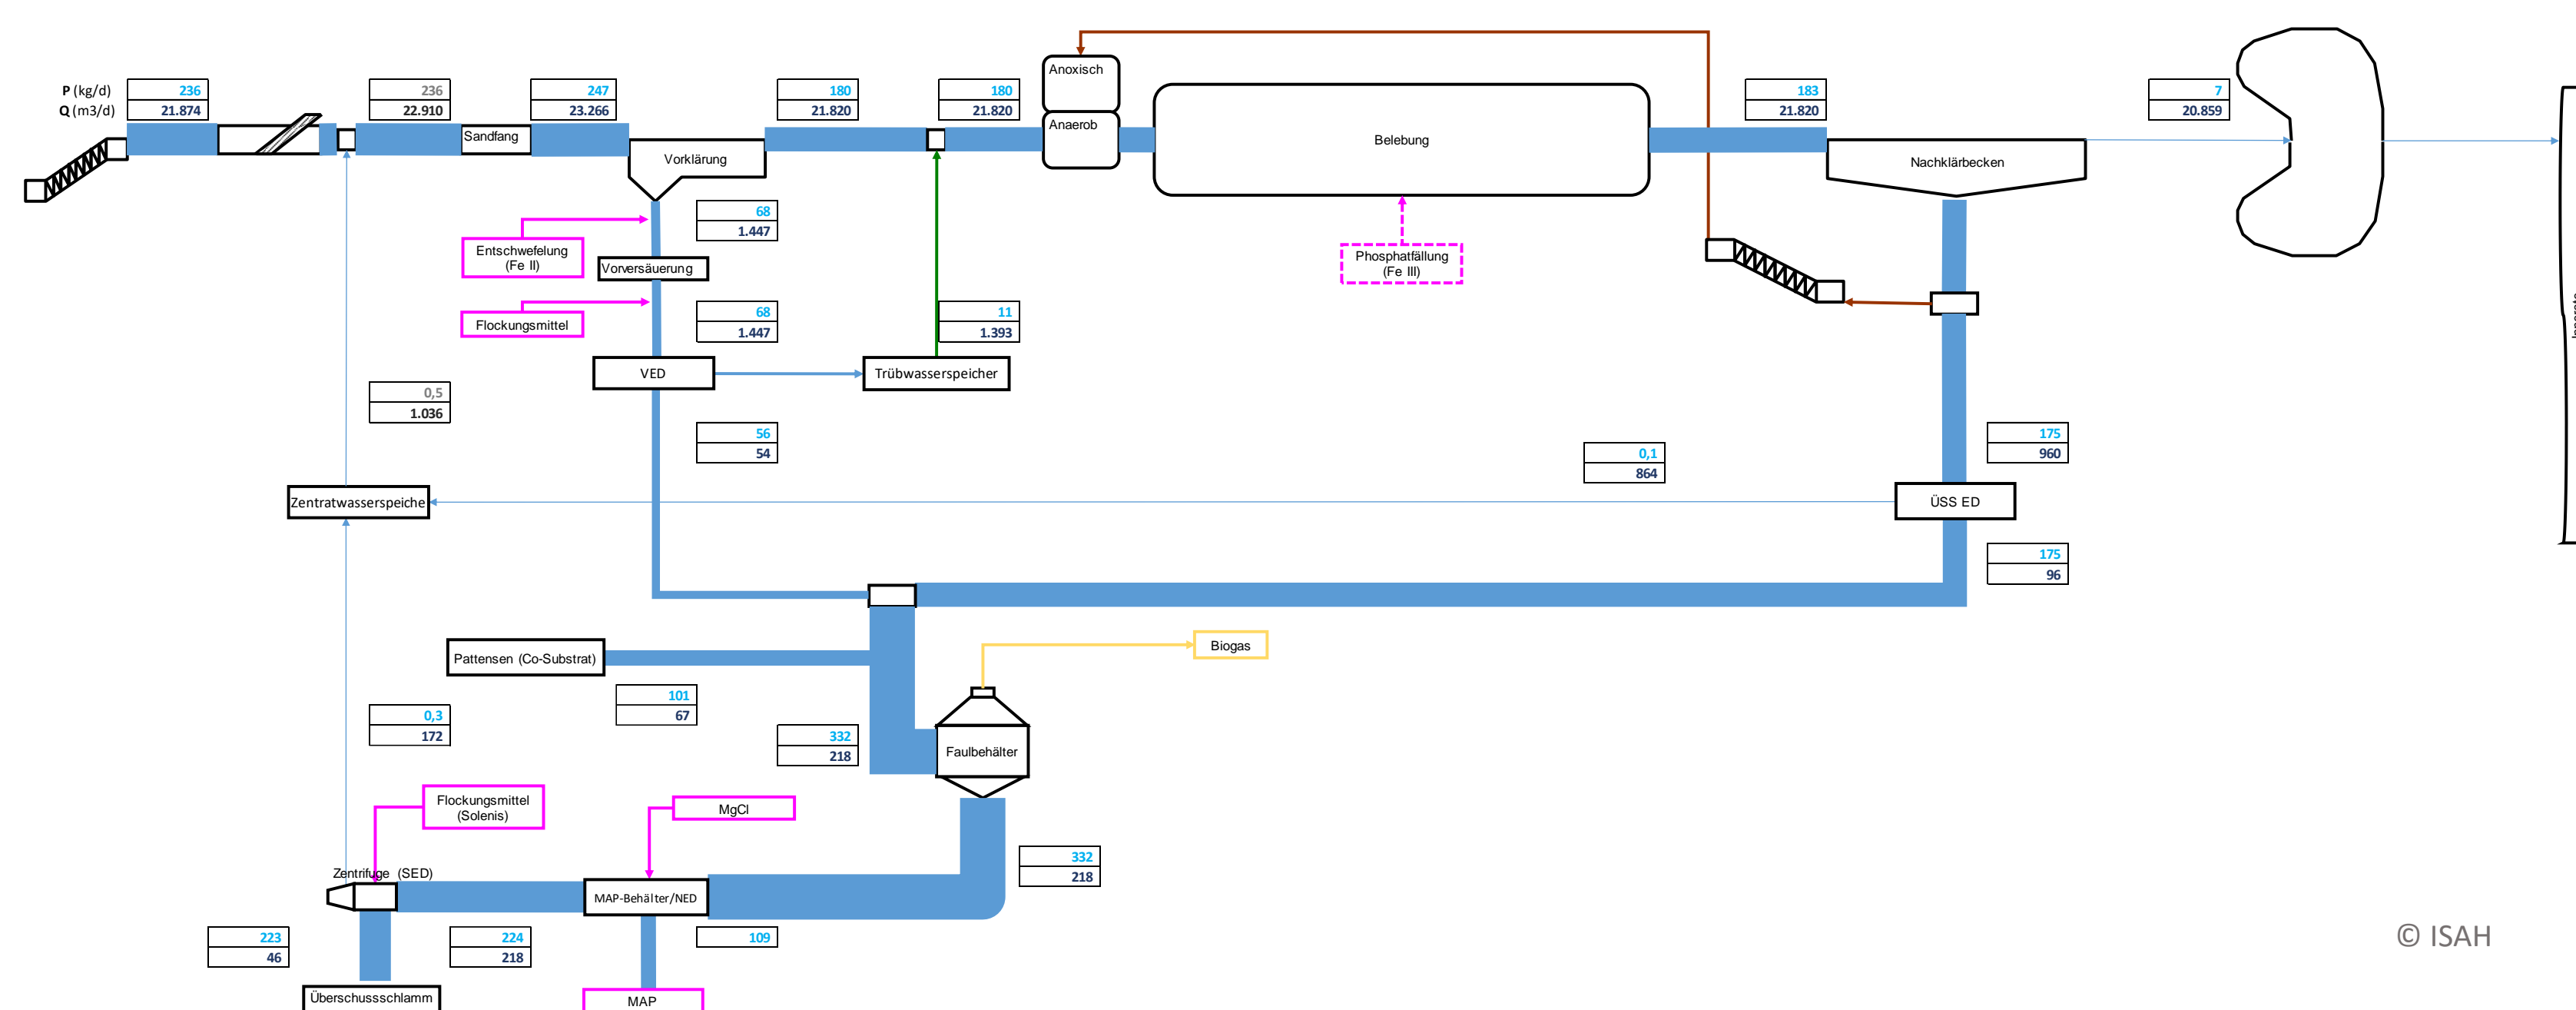 P (kg/d)
Q (m3/d)
236
21.874
236
22.910
247
23.266
180
21.820
180
21.820
183
21.820
7
20.859
Anoxisch
Anaerob
Sandfang
Vorklärung
Belebung
Nachklärbecken
68
1.447
Entschwefelung
(Fe II)
Vorversäuerung
Phosphatfällung
(Fe III)
Flockungsmittel
68
1.447
11
1.393
VED
Trübwasserspeicher
0,5
1.036
56
54
0,1
864
175
960
Zentratwasserspeiche
ÜSS ED
175
96
Pattensen (Co-Substrat)
Biogas
101
67
0,3
172
332
218
Faulbehälter
Flockungsmittel
(Solenis)
MgCl
332
218
Zentrifuge (SED)
MAP-Behälter/NED
223
46
224
218
109
Überschussschlamm
MAP
© ISAH